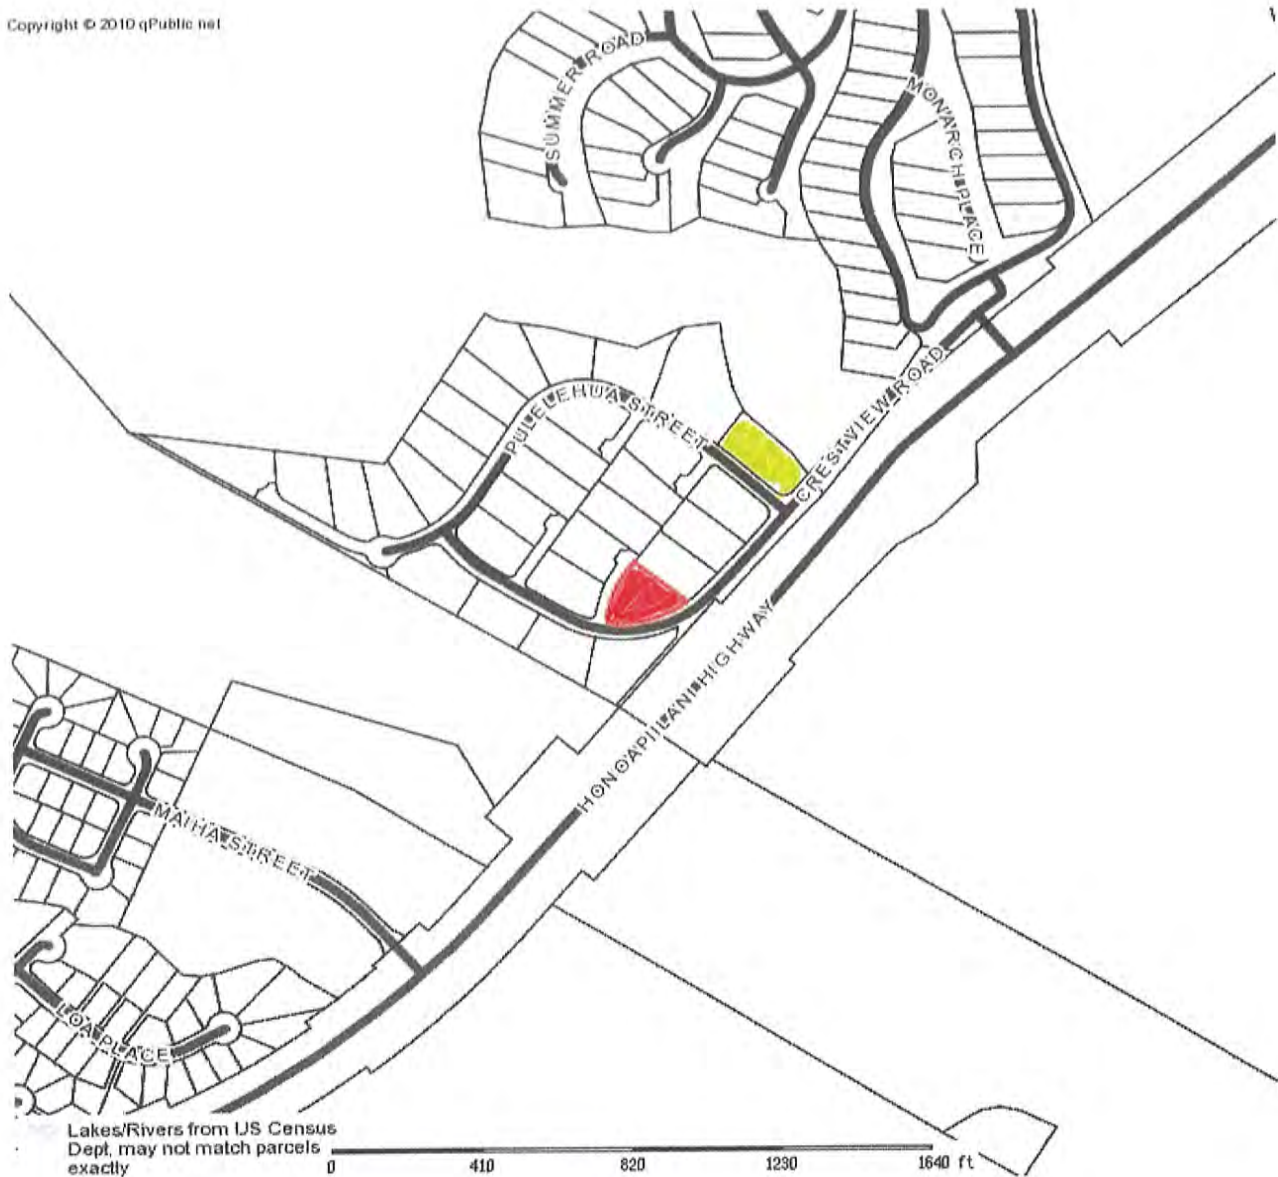 Copyright © 2010 qPublic net
SUMMER ROAD
MONARCH PLACE
PULELEHUA STREET
CRESTVIEW ROAD
HONOAPIILANI HIGHWAY
MAIHA STREET
LOA PLACE
Lakes/Rivers from US Census
Dept, may not match parcels
exactly
0 410 820 1230 1640 ft